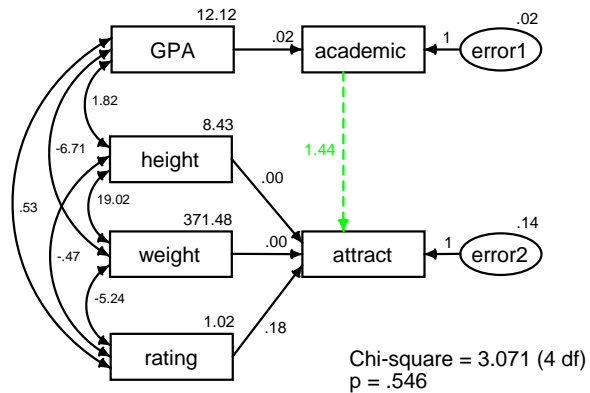 12.12
.02
GPA
.02
academic
1
error1
1.82
8.43
-6.71
height
1.44
.00
.53
19.02
371.48
.14
weight
.00
attract
1
error2
-.47
-5.24
1.02
.18
rating
Chi-square = 3.071 (4 df)
p = .546